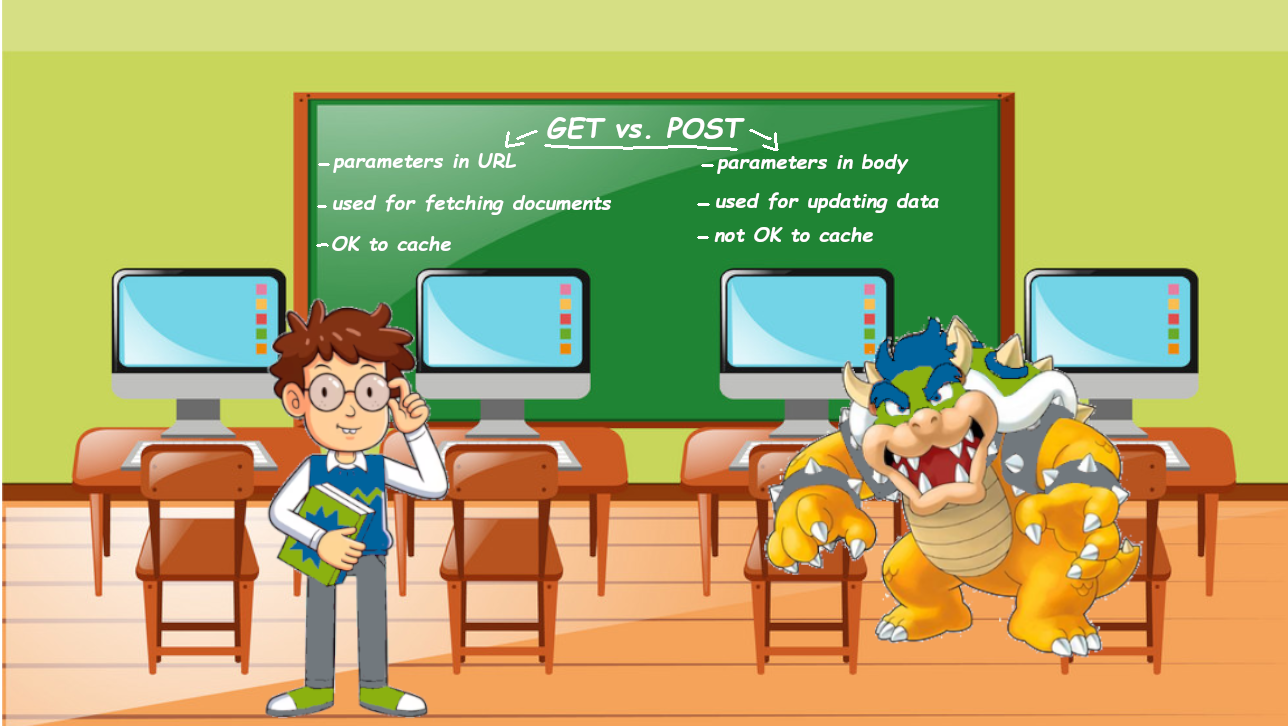 GET vs. POST
- parameters in URL
- used for fetching documents
- OK to cache
- parameters in body
- used for updating data
- not OK to cache